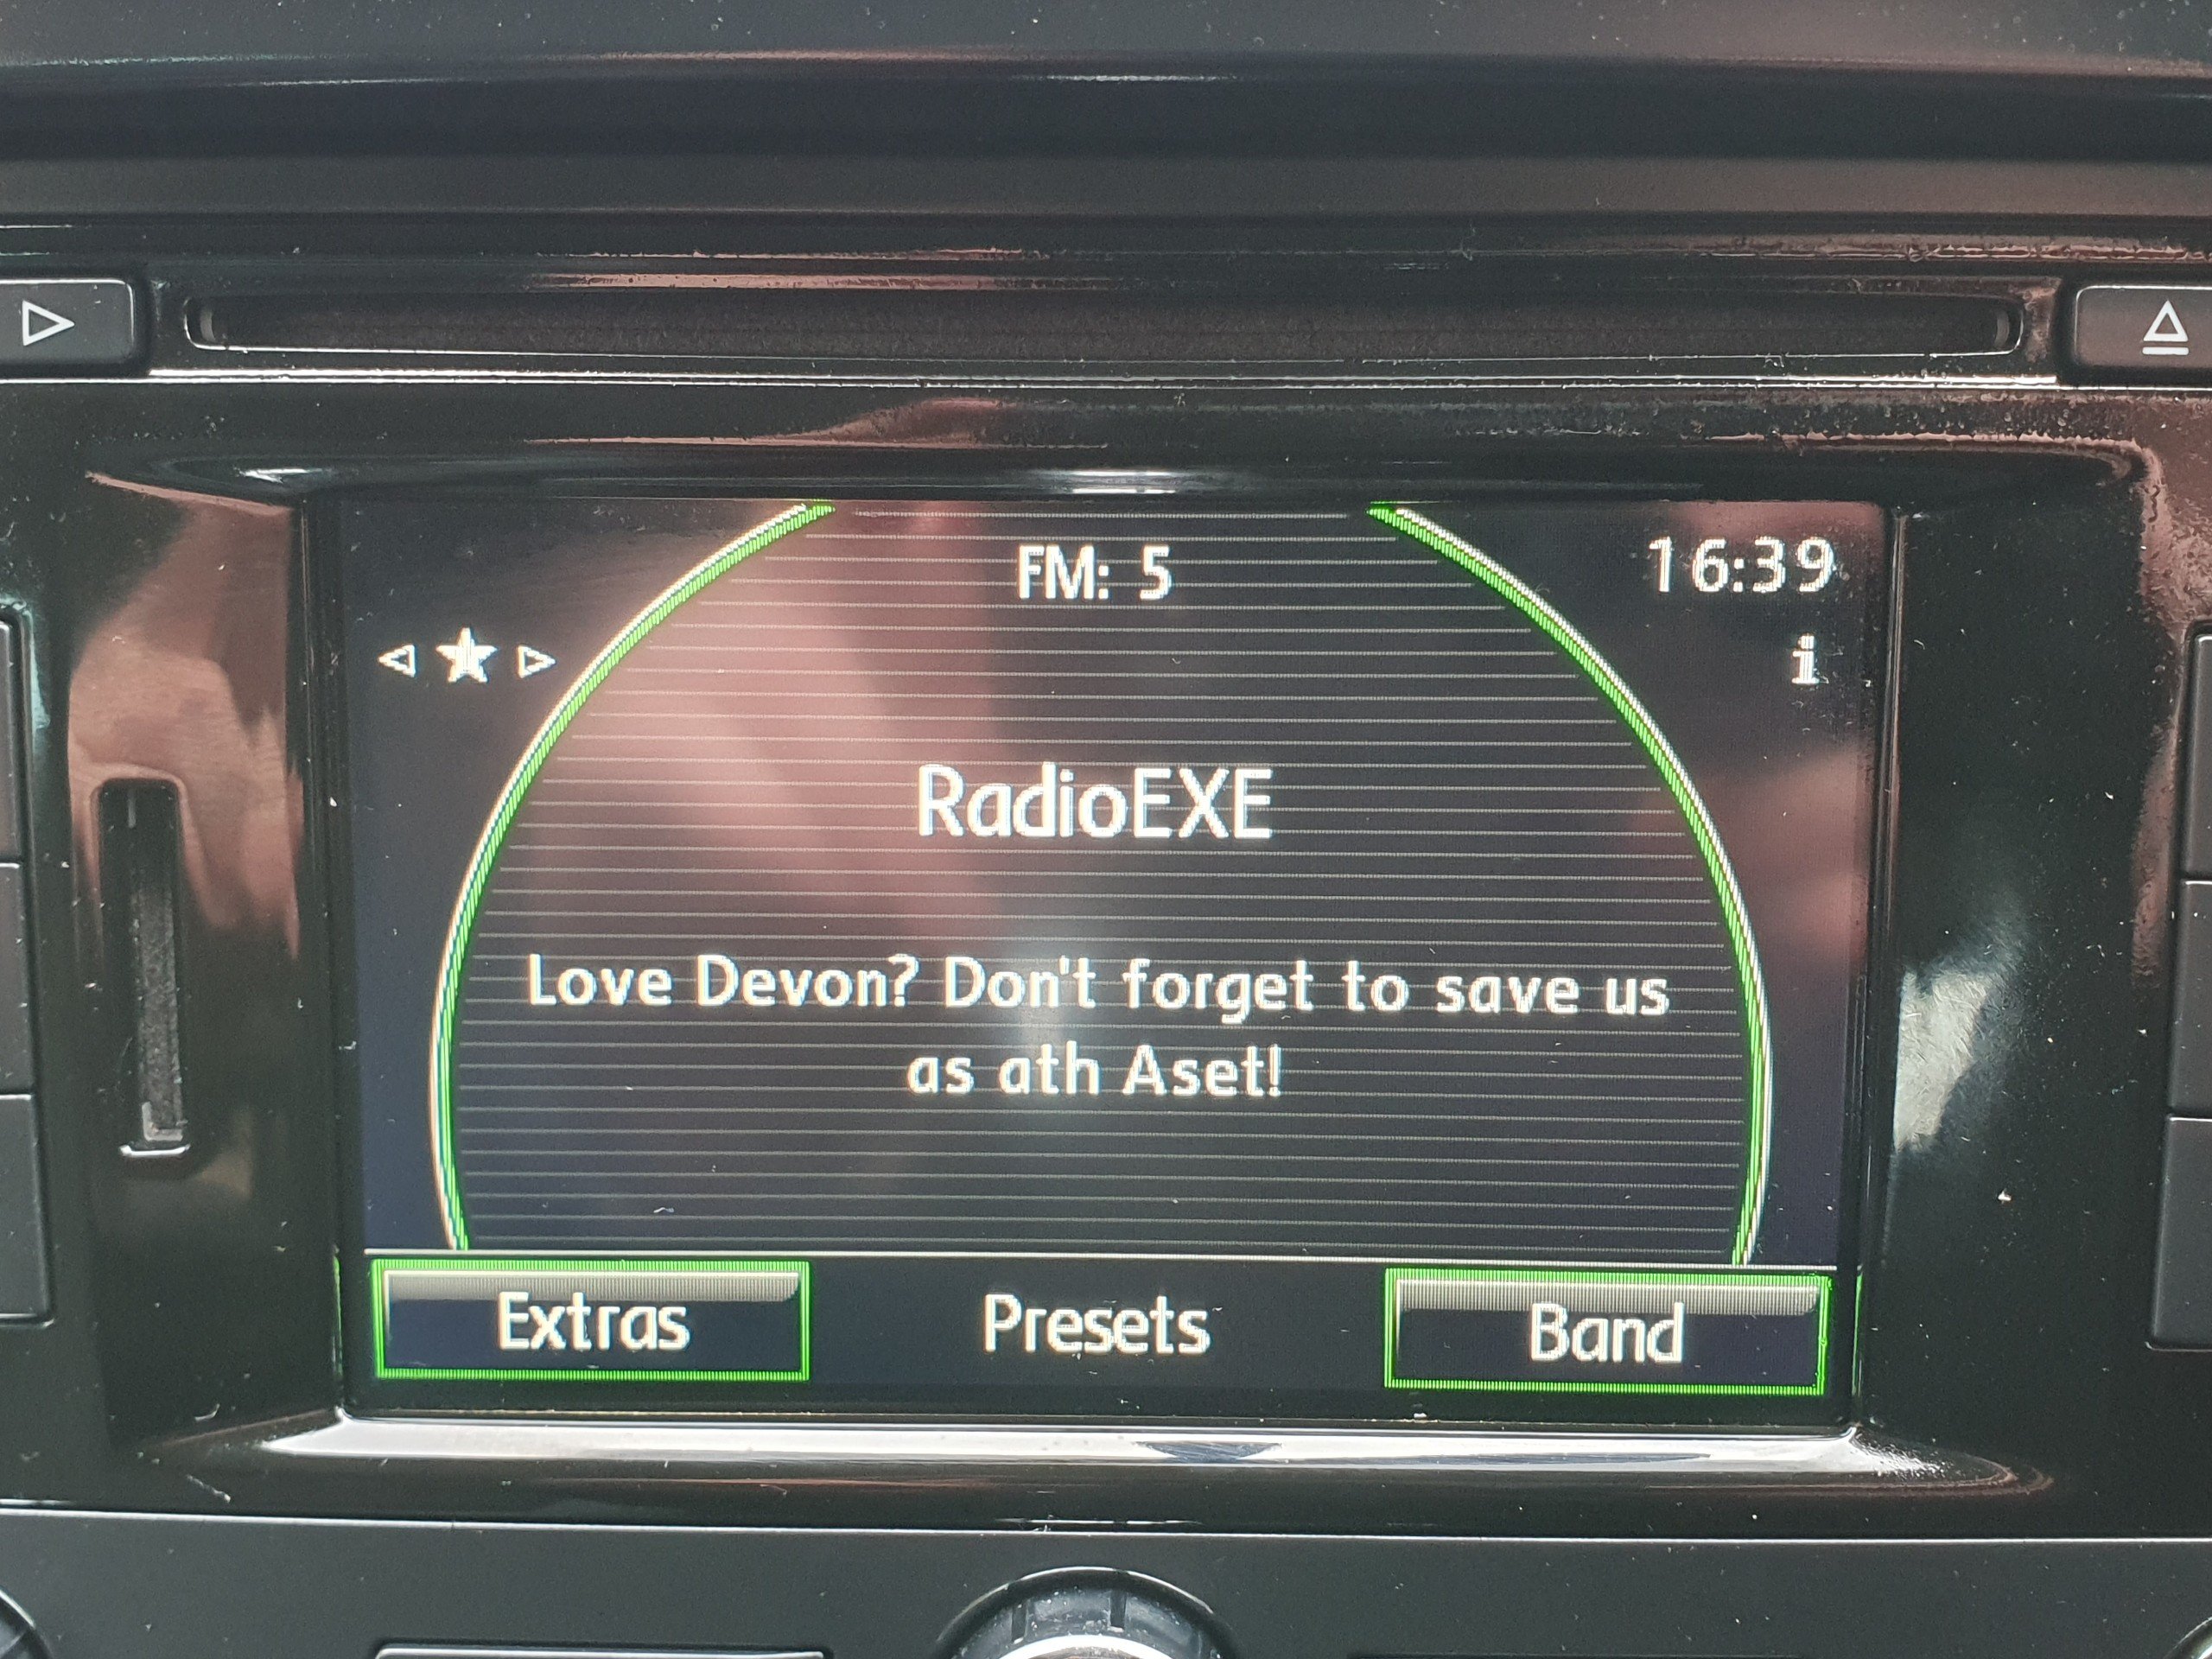 FM: 5
16:39
i
RadioEXE
Love Devon? Don't forget to save us
as ath Aset!
Extras
Presets
Band